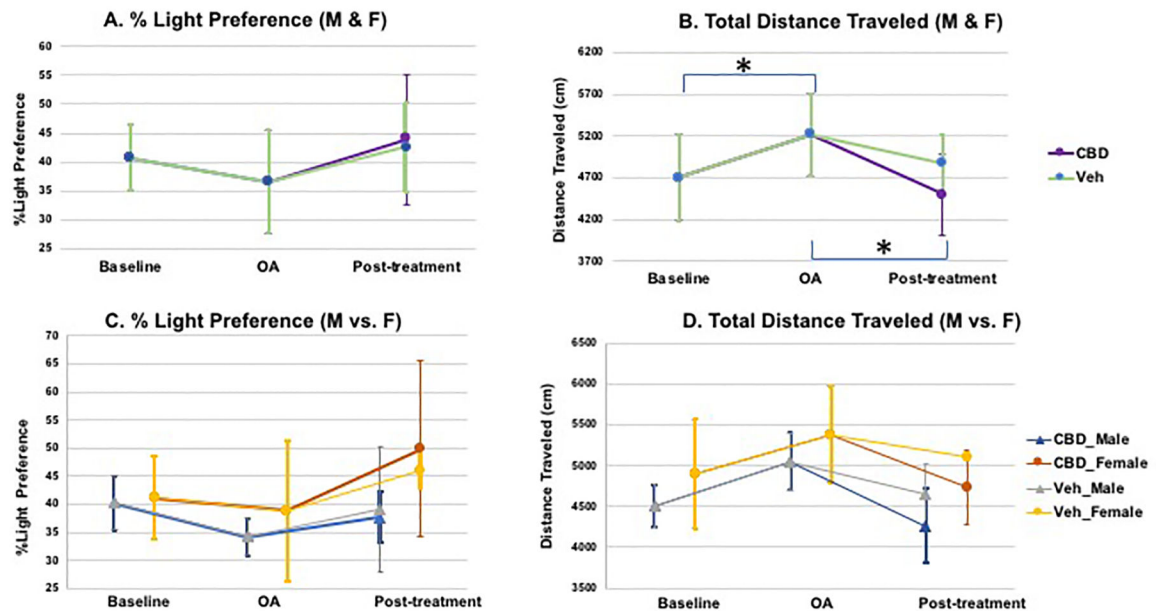 A. % Light Preference (M & F)
%Light Preference
60
55
50
45
40
35
30
25
Baseline
OA
Post-treatment
B. Total Distance Traveled (M & F)
Distance Traveled (cm)
6200
5700
5200
4700
4200
3700
*
*
Baseline
OA
Post-treatment
CBD
Veh
C. % Light Preference (M vs. F)
%Light Preference
70
65
60
55
50
45
40
35
30
25
Baseline
OA
Post-treatment
D. Total Distance Traveled (M vs. F)
Distance Traveled (cm)
6500
6000
5500
5000
4500
4000
3500
Baseline
OA
Post-treatment
CBD_Male
CBD_Female
Veh_Male
Veh_Female